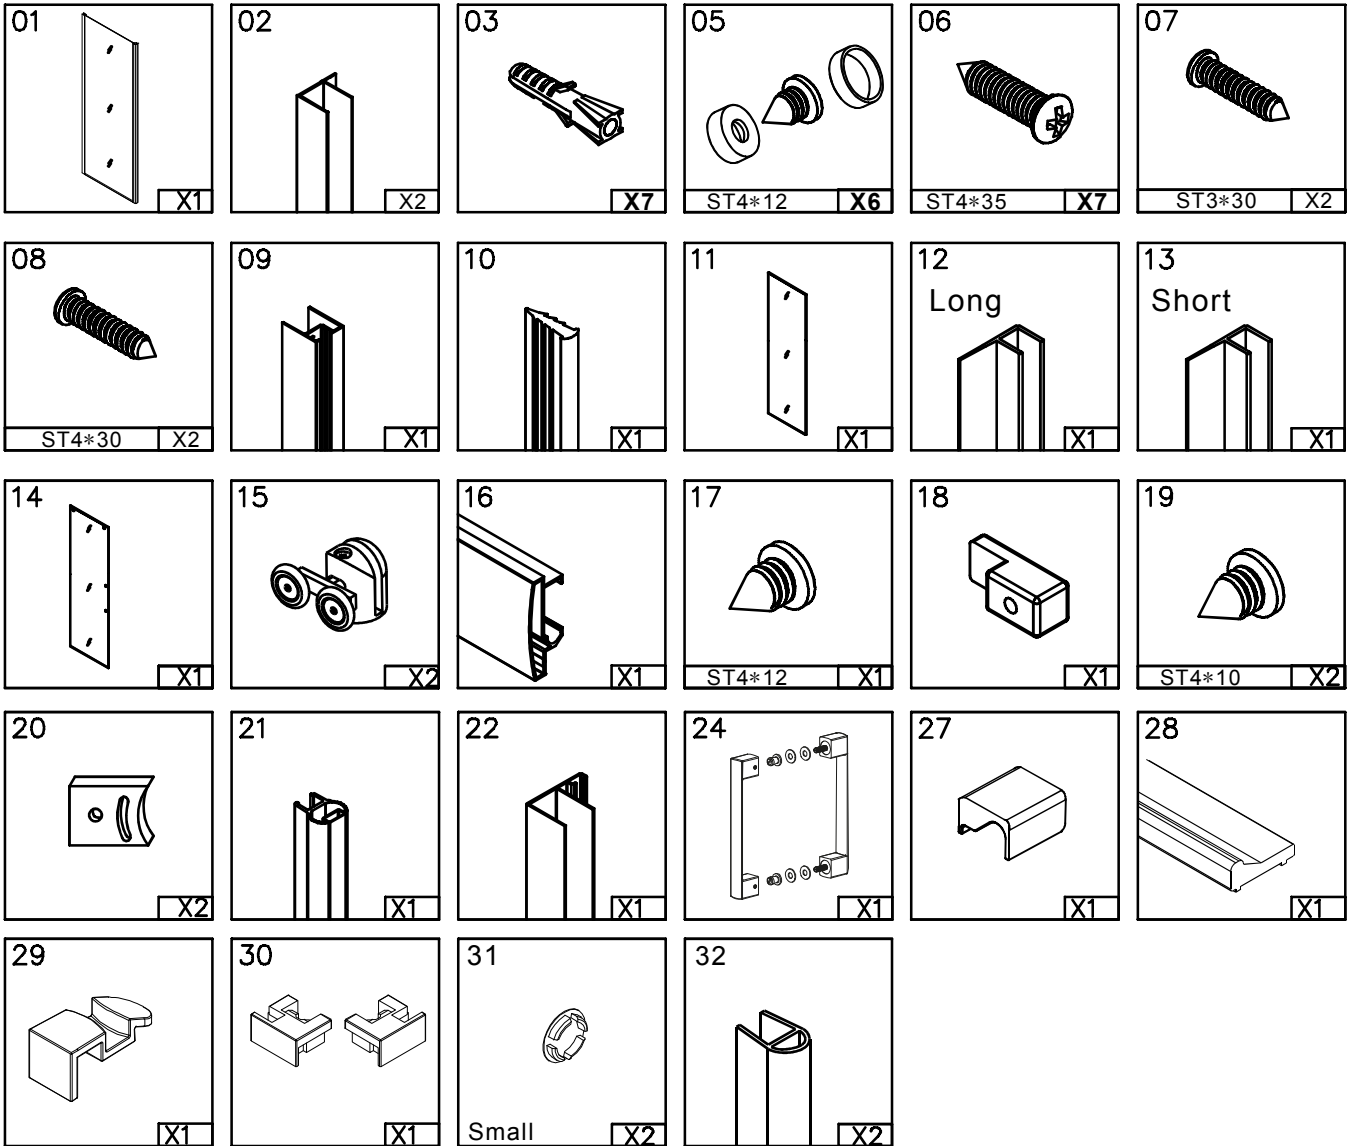 01 02 03 05 06 07
X1 X2 X7 ST4*12 X6 ST4*35 X7 ST3*30 X2
08 09 10 11 12 13
Long Short
ST4*30 X2 X1 X1 X1 X1 X1
14 15 16 17 18 19
X1 X2 X1 ST4*12 X1 X1 ST4*10 X2
20 21 22 24 27 28
X2 X1 X1 X1 X1 X1
29 30 31 32
X1 X1 Small X2 X2